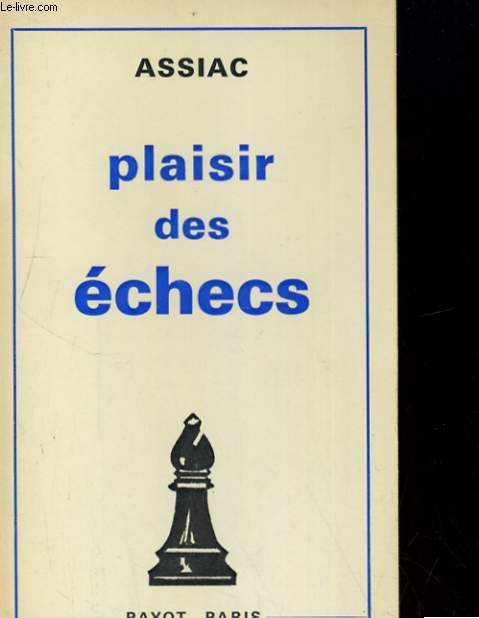 Le-livre.com
ASSIAC
plaisir
des
échecs
PAYOT PARIS